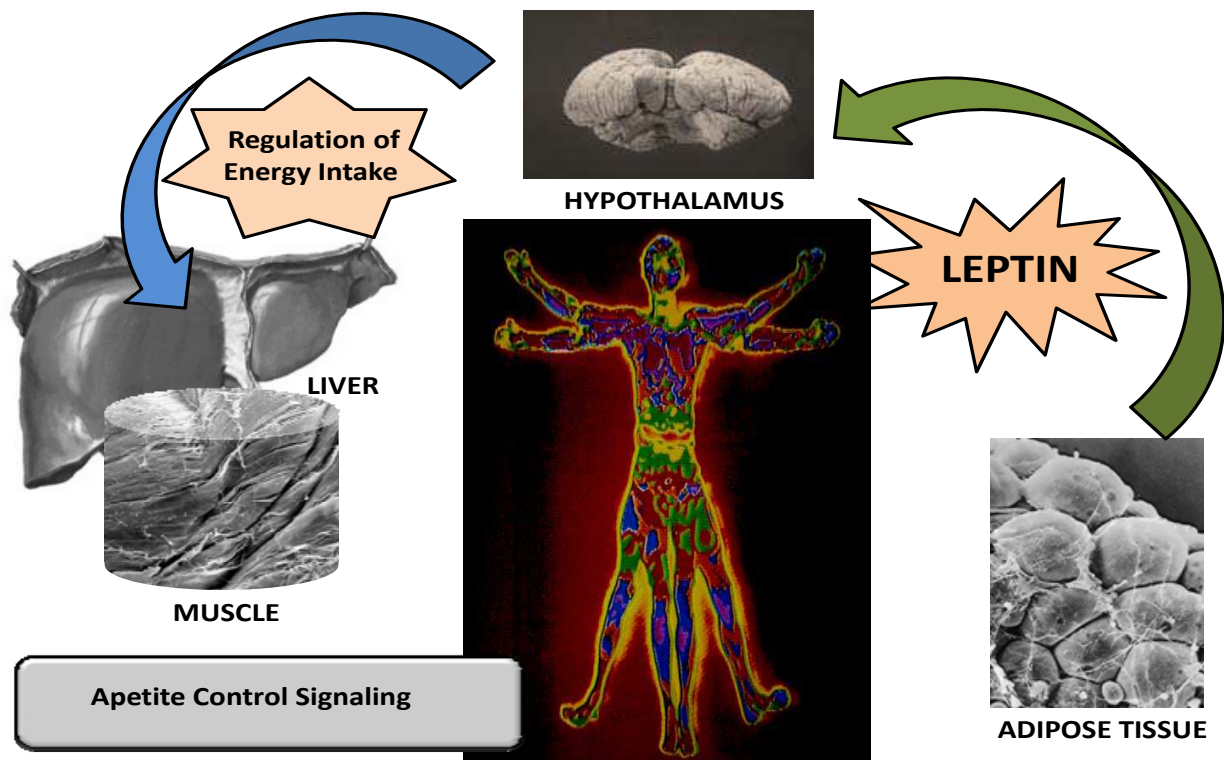 Regulation of
Energy Intake
HYPOTHALAMUS
LEPTIN
LIVER
MUSCLE
Apetite Control Signaling
ADIPOSE TISSUE